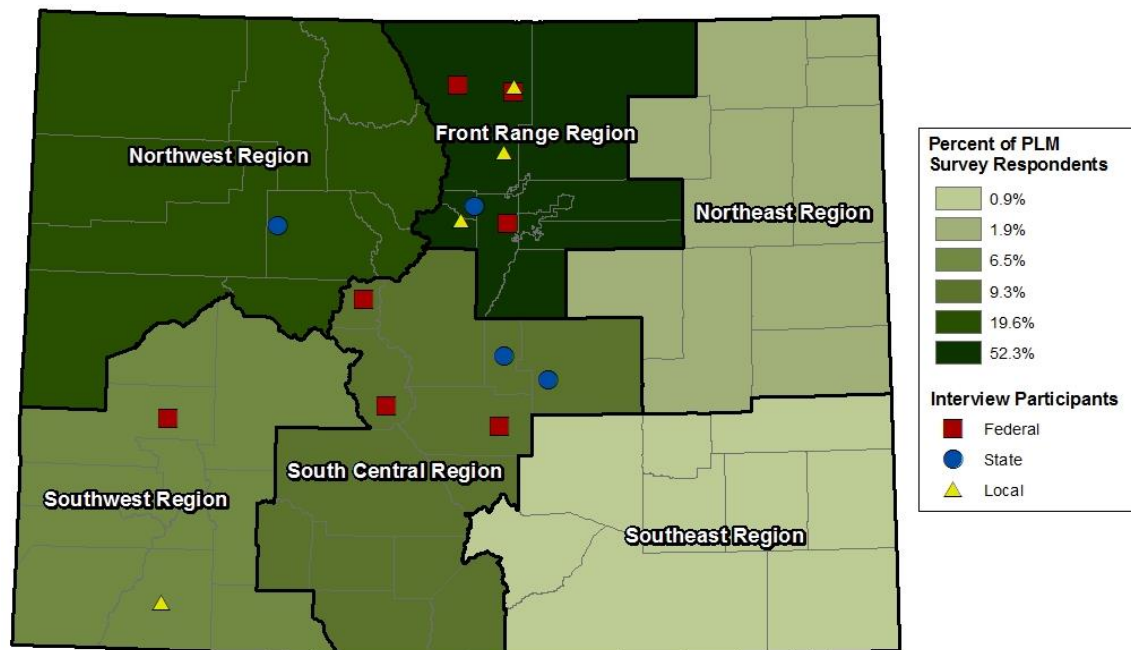 Northwest Region
Front Range Region
Northeast Region
South Central Region
Southwest Region
Southeast Region
Percent of PLM
Survey Respondents
0.9%
1.9%
6.5%
9.3%
19.6%
52.3%
Interview Participants
Federal
State
Local